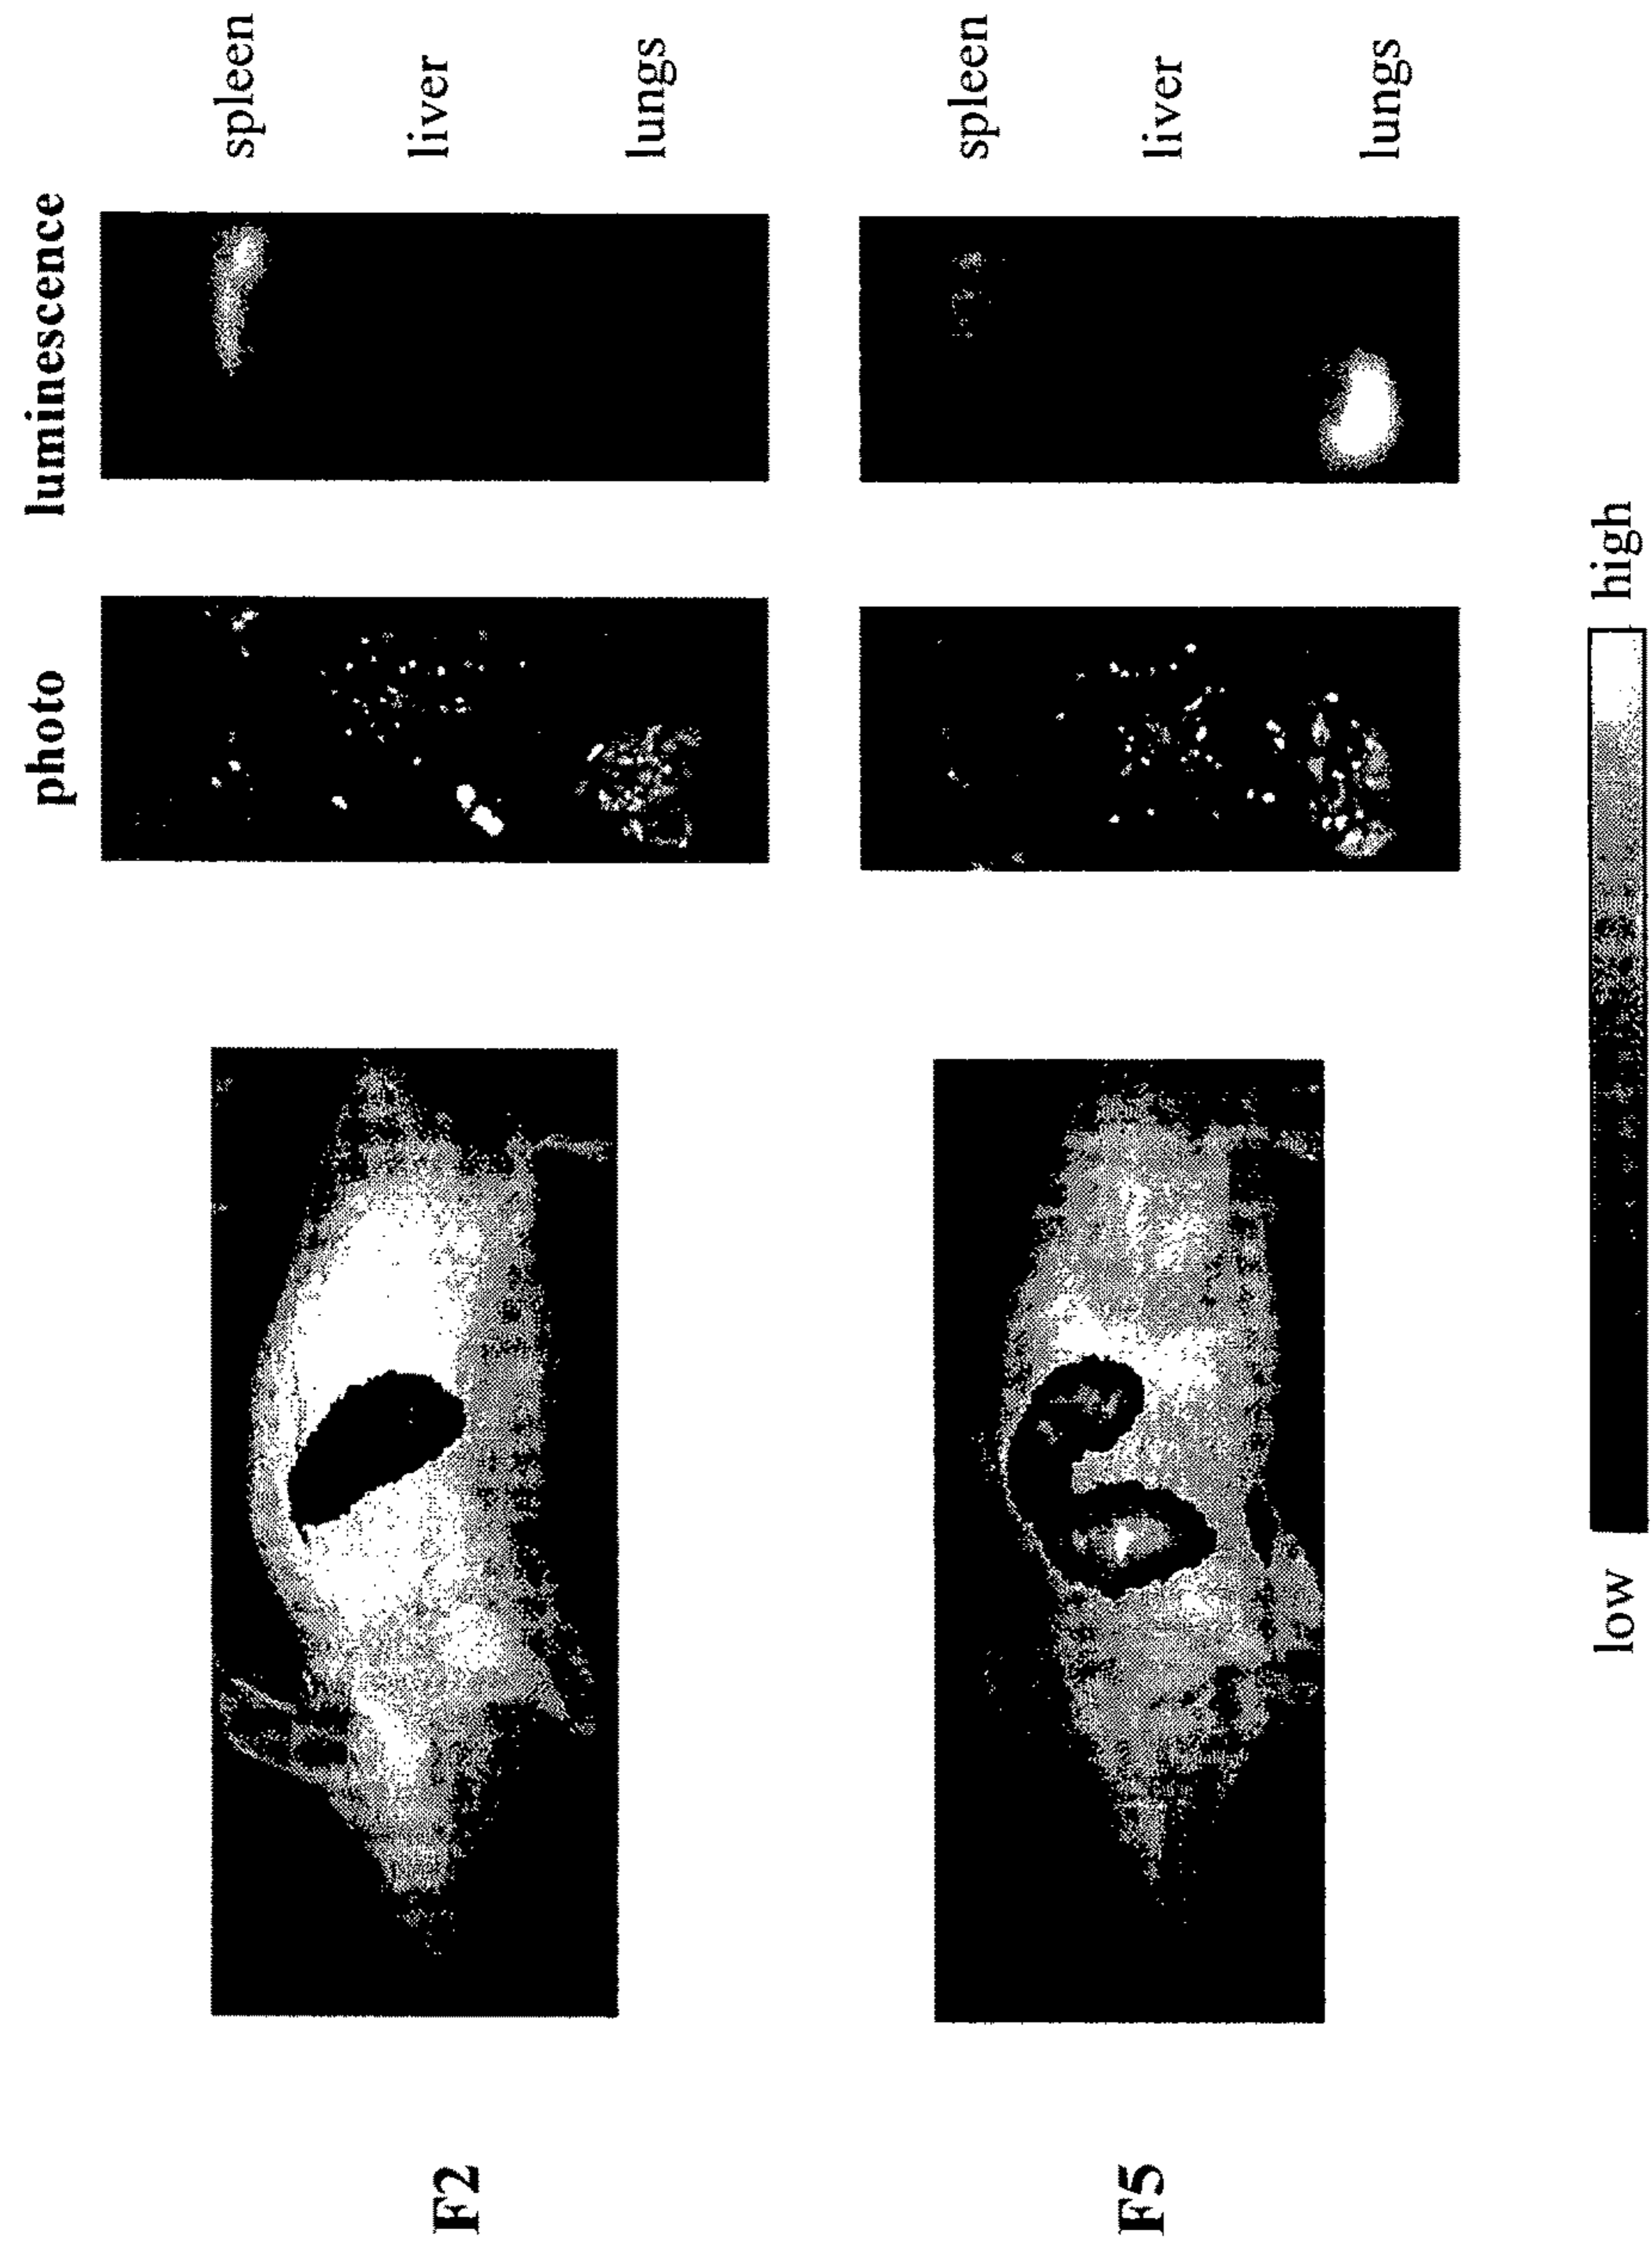 photo
luminescence
F2
spleen
liver
lungs
F5
spleen
liver
lungs
low
high